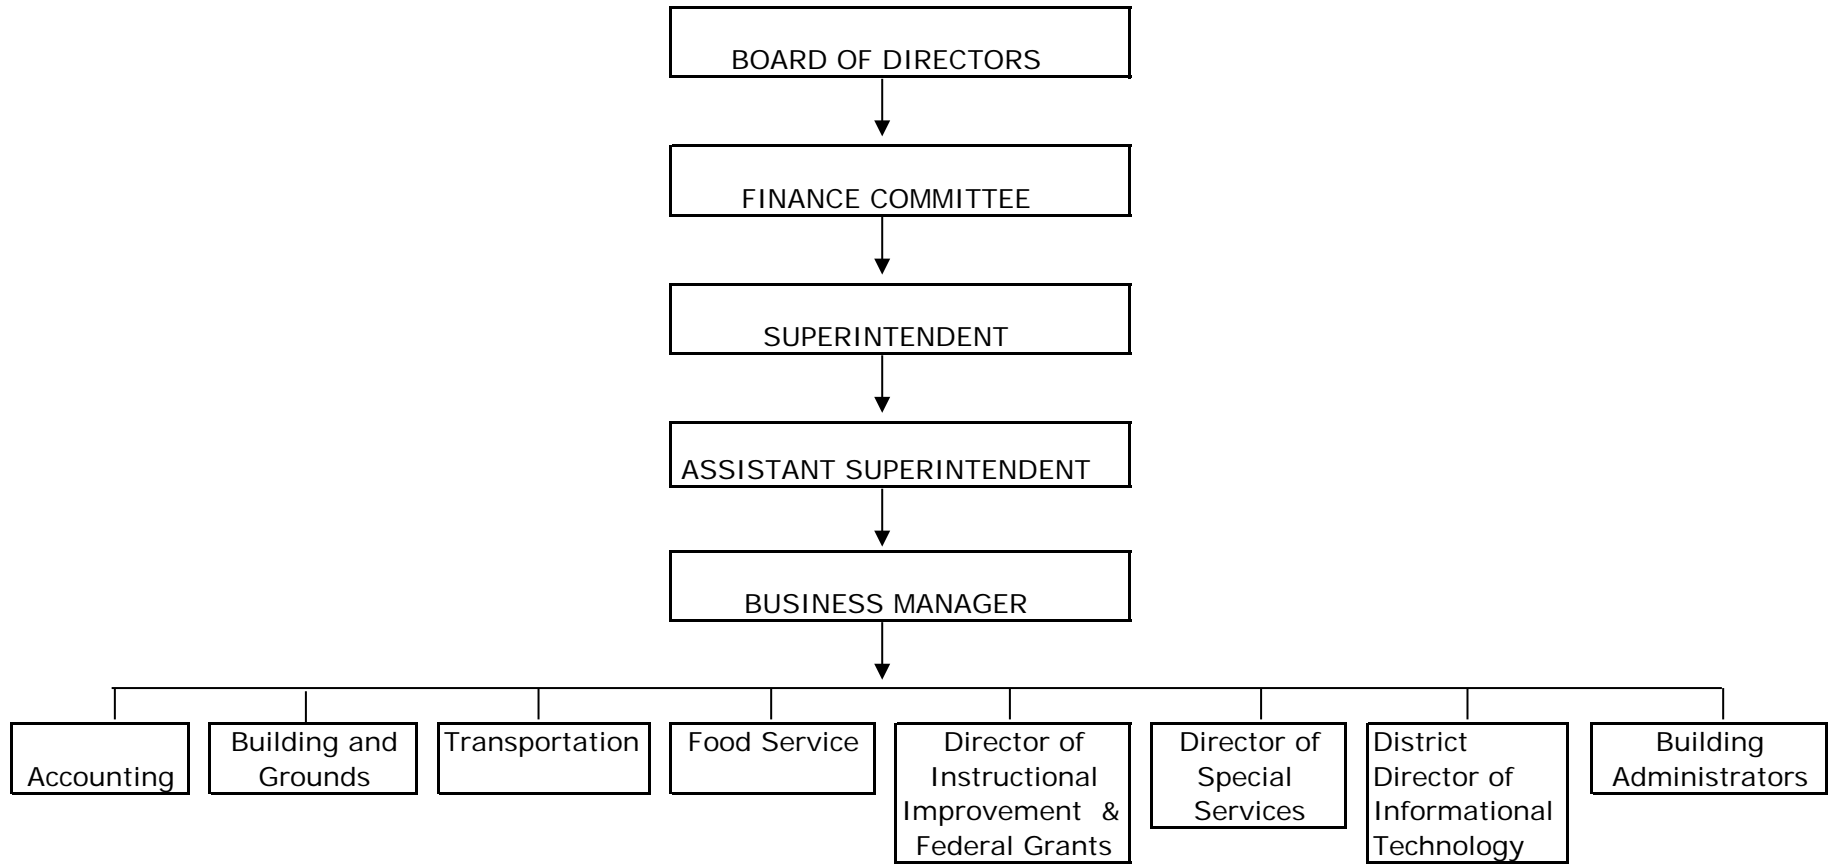 BOARD OF DIRECTORS
FINANCE COMMITTEE
SUPERINTENDENT
ASSISTANT SUPERINTENDENT
BUSINESS MANAGER
Accounting
Building and
Grounds
Transportation
Food Service
Director of
Instructional
Improvement &
Federal Grants
Director of
Special
Services
District
Director of
Informational
Technology
Building
Administrators